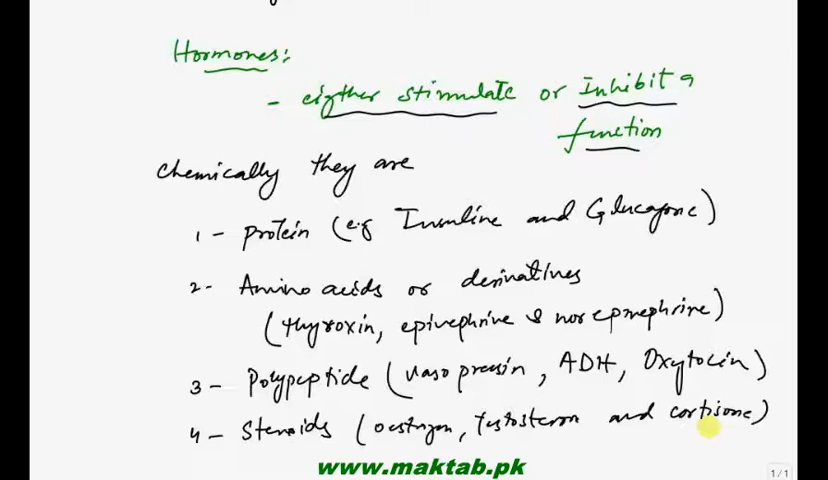 Hormones:
- eigther stimulate or Inhibit a
function
chemically they are
1- protein (e.g Insuline and Glucagone)
2- Amino acids or derivatives
(thyroxin, epinephrine & norepinephrine)
3- Polypeptide (vasopressin, ADH, Oxytocin)
4- Steroids (oestrogen, Testosteron and cortisone)
www.maktab.pk
1/1